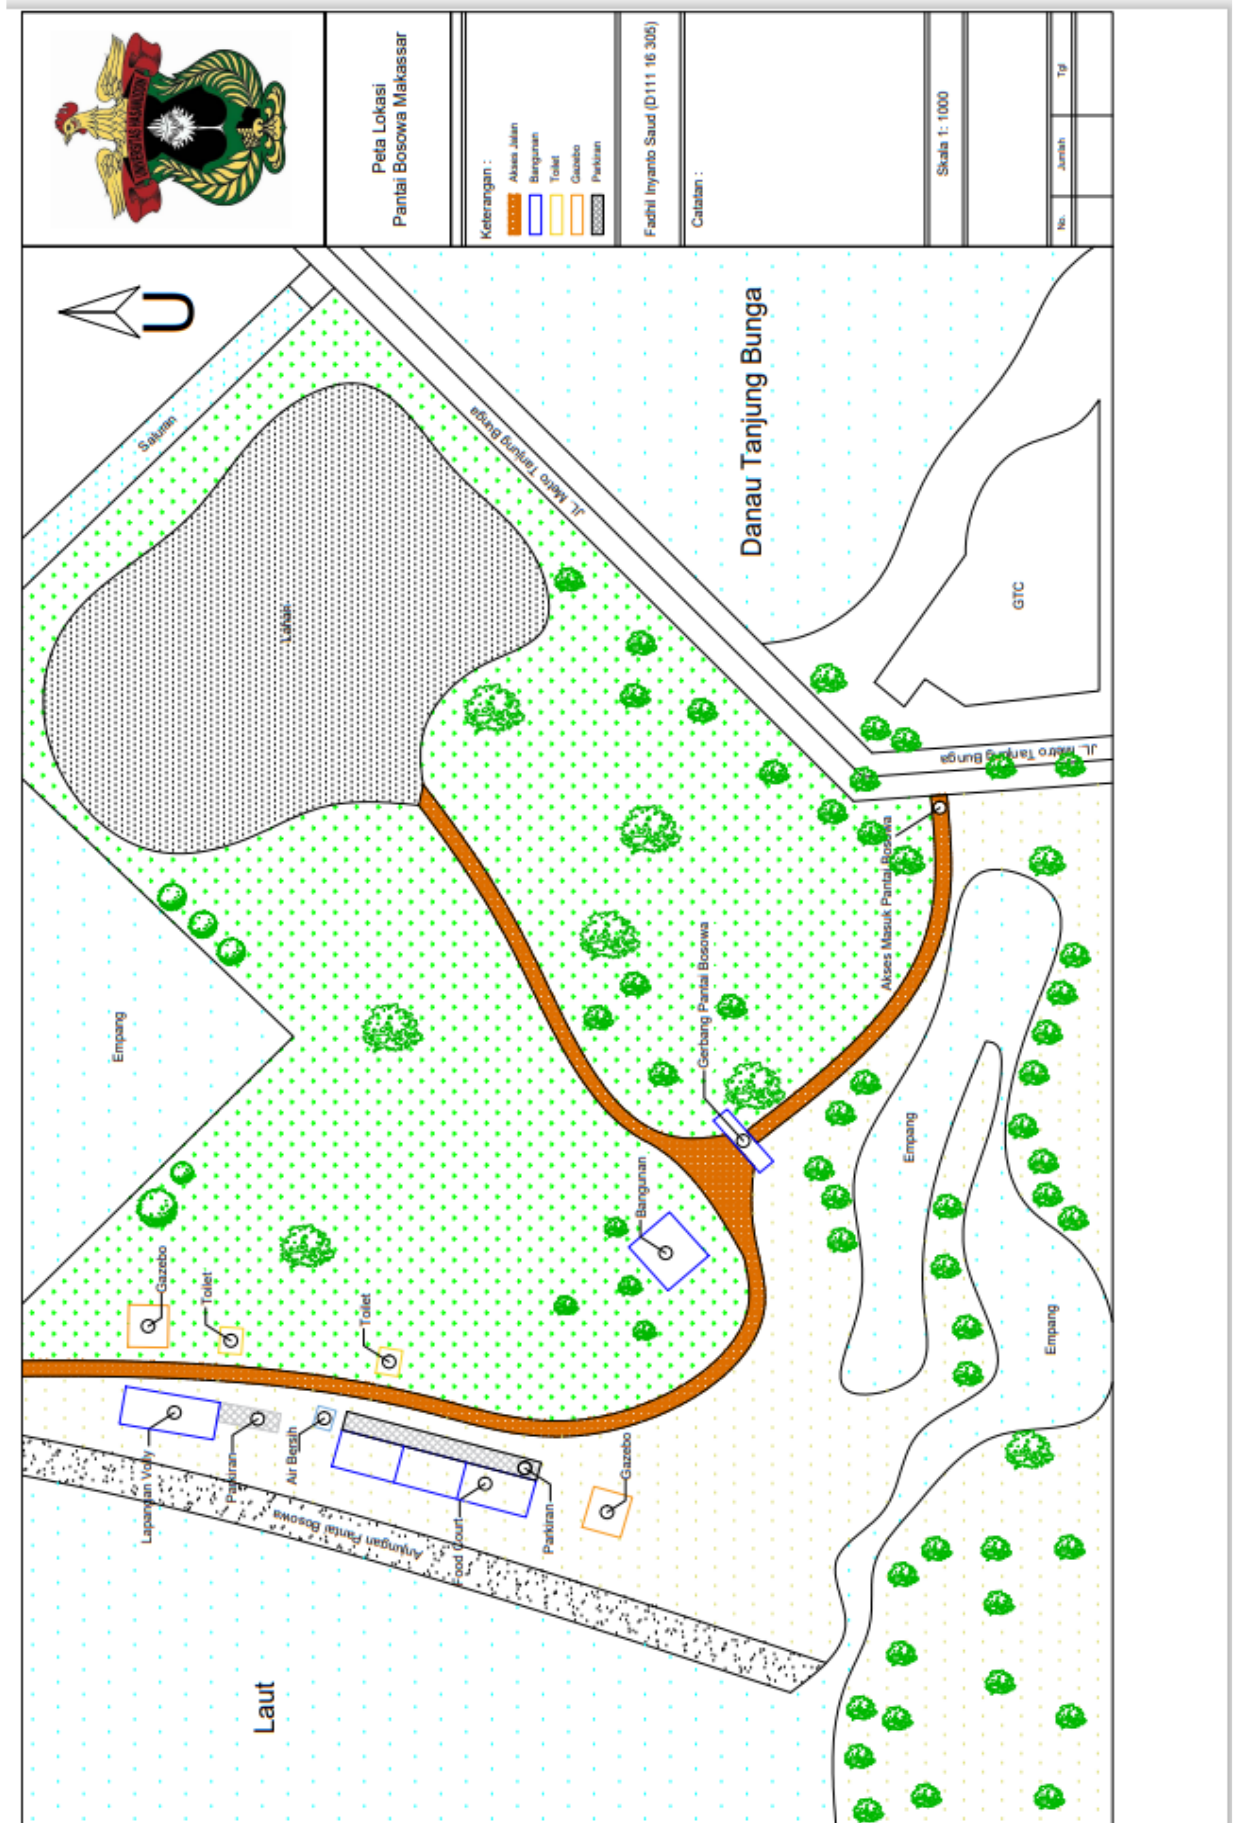 UNIVERSITAS HASANUDDIN
Peta Lokasi
Pantai Bosowa Makassar
Keterangan :
Akses Jalan
Bangunan
Toilet
Gazebo
Parkiran
Fadhil Inyanto Saud (D111 16 305)
Catatan :
Skala 1: 1000
No.
Jumlah
Tgl
U
Saluran
Lahan
JL. Metro Tanjung Bunga
Danau Tanjung Bunga
GTC
JL. Metro Tanjung Bunga
Akses Masuk Pantai Bosowa
Gerbang Pantai Bosowa
Empang
Empang
Empang
Bangunan
Gazebo
Toilet
Toilet
Lapangan Volly
Parkiran
Air Bersih
Food Court
Parkiran
Gazebo
Anjungan Pantai Bosowa
Laut